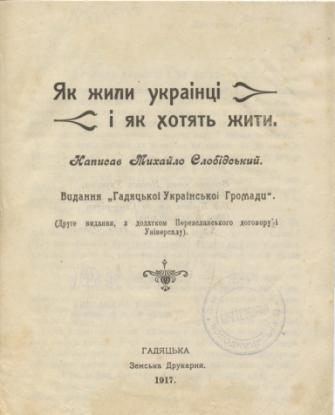 Як жили українці
і як хотять жити.
Написав Михайло Слобідський.
Видання „Гадяцької Української Громади“.
(Друге видання, з додатком Переяславського договору і
Універсалу).
ГАДЯЦЬКА
Земська Друкарня.
1917.